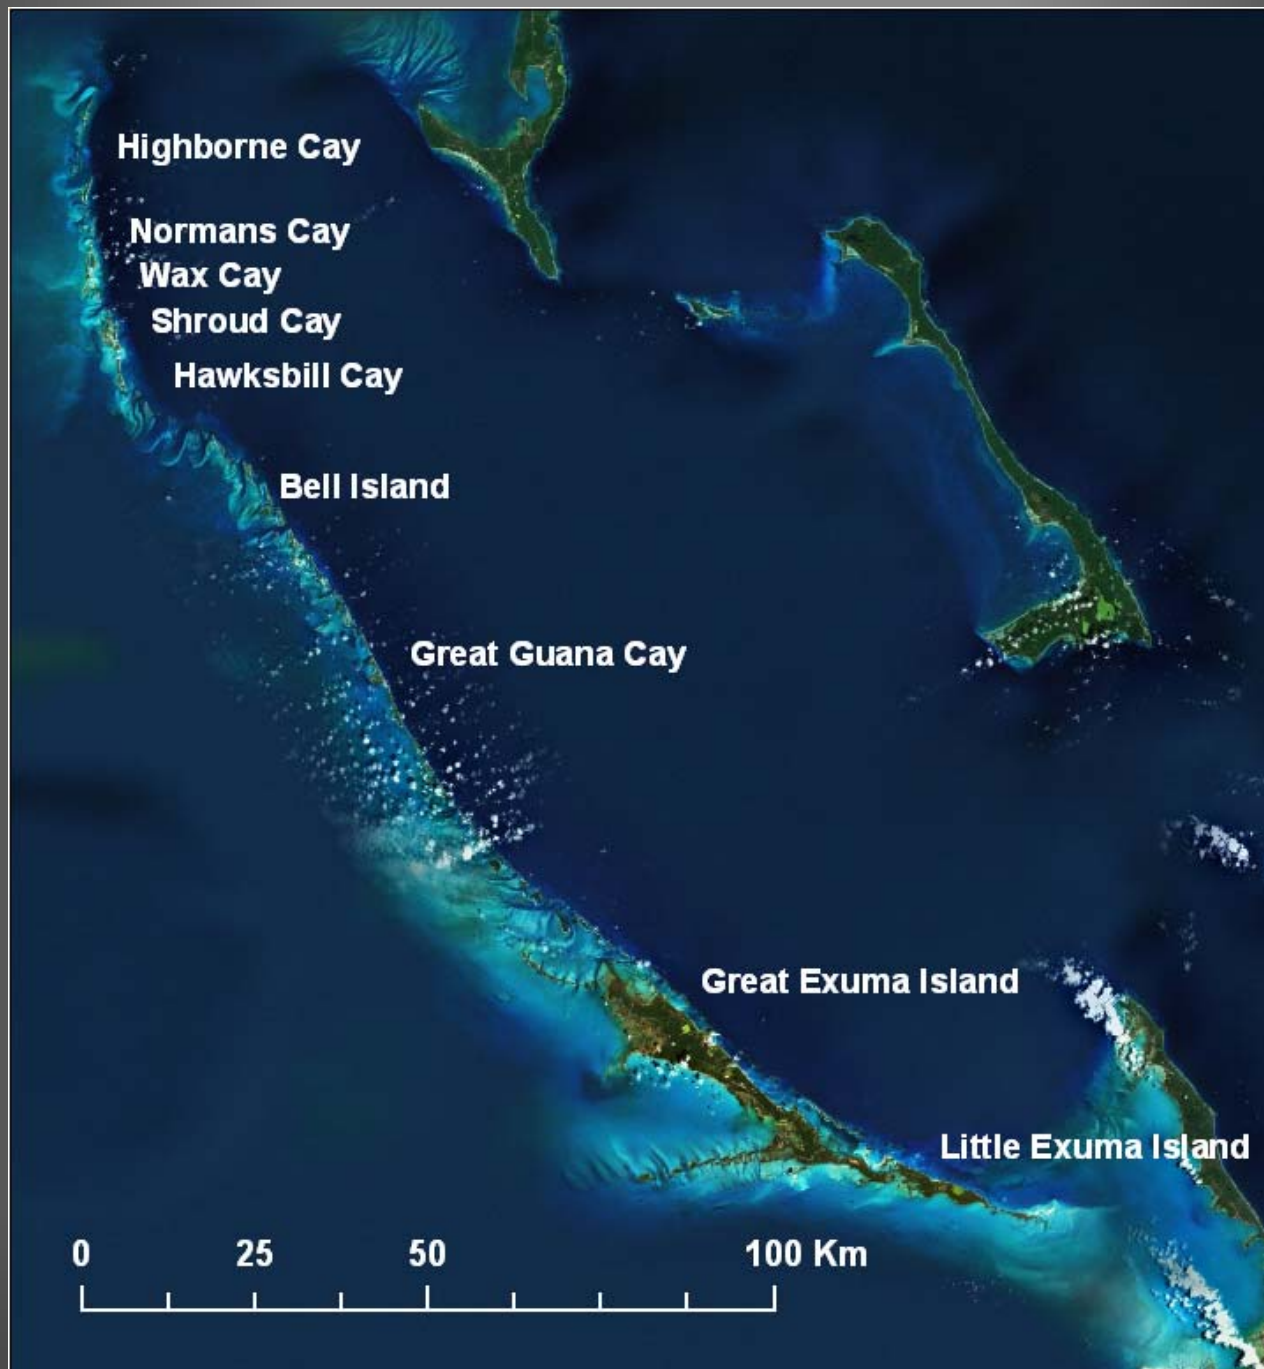 Highborne Cay
Normans Cay
Wax Cay
Shroud Cay
Hawksbill Cay
Bell Island
Great Guana Cay
Great Exuma Island
Little Exuma Island
0 25 50 100 Km